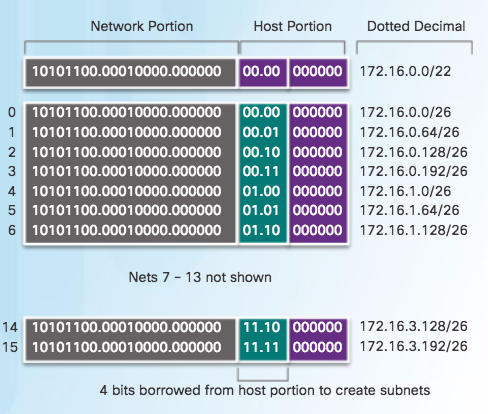 Network Portion Host Portion Dotted Decimal
10101100.00010000.000000 00.00 000000 172.16.0.0/22
0 10101100.00010000.000000 00.00 000000 172.16.0.0/26
1 10101100.00010000.000000 00.01 000000 172.16.0.64/26
2 10101100.00010000.000000 00.10 000000 172.16.0.128/26
3 10101100.00010000.000000 00.11 000000 172.16.0.192/26
4 10101100.00010000.000000 01.00 000000 172.16.1.0/26
5 10101100.00010000.000000 01.01 000000 172.16.1.64/26
6 10101100.00010000.000000 01.10 000000 172.16.1.128/26
Nets 7 – 13 not shown
14 10101100.00010000.000000 11.10 000000 172.16.3.128/26
15 10101100.00010000.000000 11.11 000000 172.16.3.192/26
4 bits borrowed from host portion to create subnets